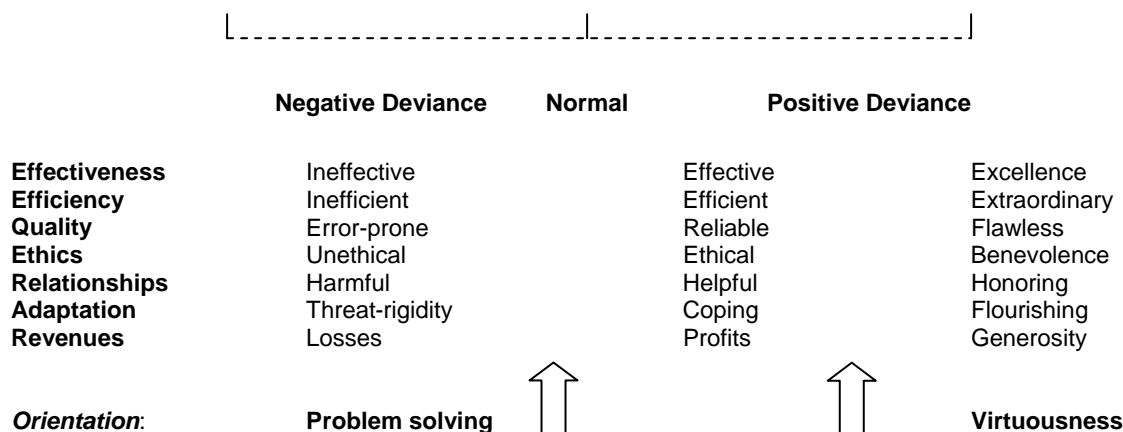 Negative Deviance Normal Positive Deviance
Effectiveness Ineffective Effective Excellence
Efficiency Inefficient Efficient Extraordinary
Quality Error-prone Reliable Flawless
Ethics Unethical Ethical Benevolence
Relationships Harmful Helpful Honoring
Adaptation Threat-rigidity Coping Flourishing
Revenues Losses Profits Generosity
Orientation: Problem solving Virtuousness